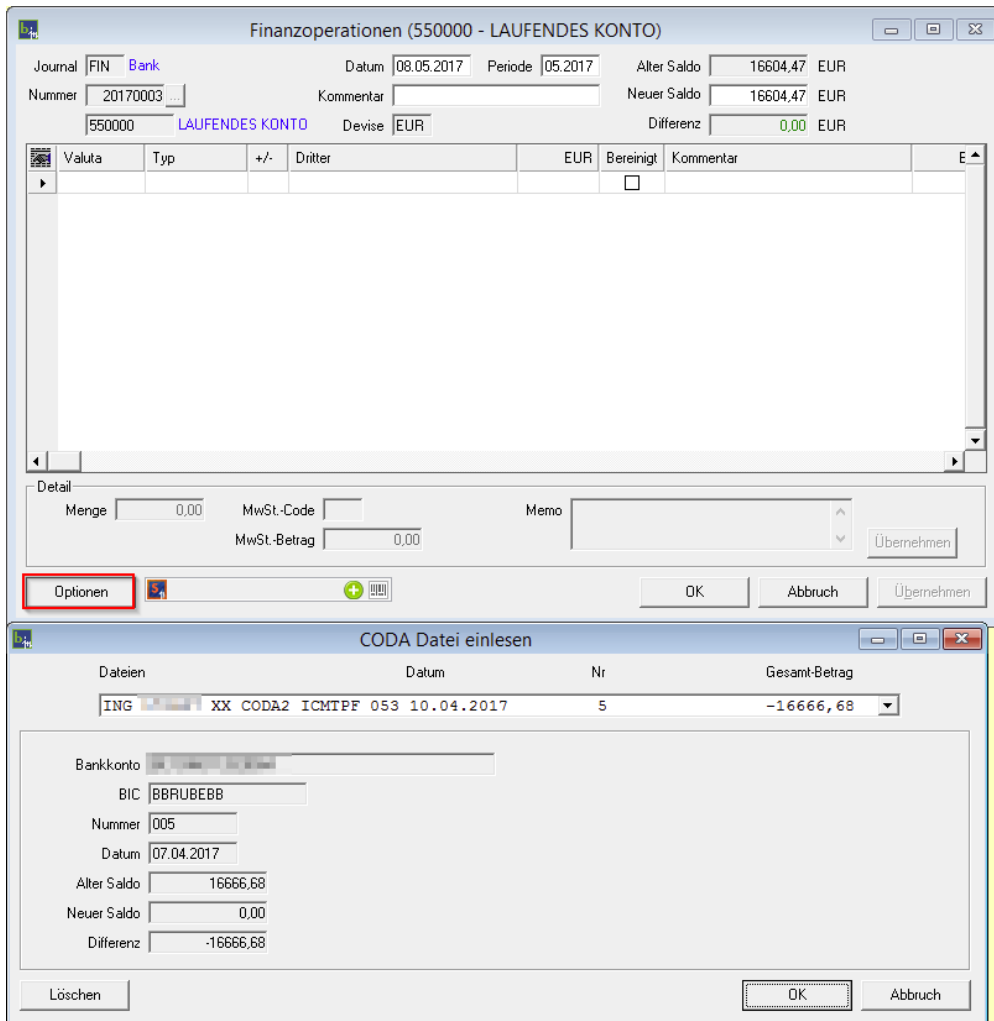 Finanzoperationen (550000 - LAUFENDES KONTO)
Journal FIN Bank Datum 08.05.2017 Periode 05.2017 Alter Saldo 16604,47 EUR
Nummer 20170003 ... Kommentar Neuer Saldo 16604,47 EUR
550000 LAUFENDES KONTO Devise EUR Differenz 0,00 EUR
Valuta Typ +/- Dritter EUR Bereinigt Kommentar E
Detail
Menge 0,00 MwSt.-Code Memo
MwSt.-Betrag 0,00 Übernehmen
Optionen OK Abbruch Übernehmen
CODA Datei einlesen
Dateien Datum Nr Gesamt-Betrag
ING XX CODA2 ICMTPF 053 10.04.2017 5 -16666,68
Bankkonto
BIC BBRUBEBB
Nummer 005
Datum 07.04.2017
Alter Saldo 16666,68
Neuer Saldo 0,00
Differenz -16666,68
Löschen OK Abbruch